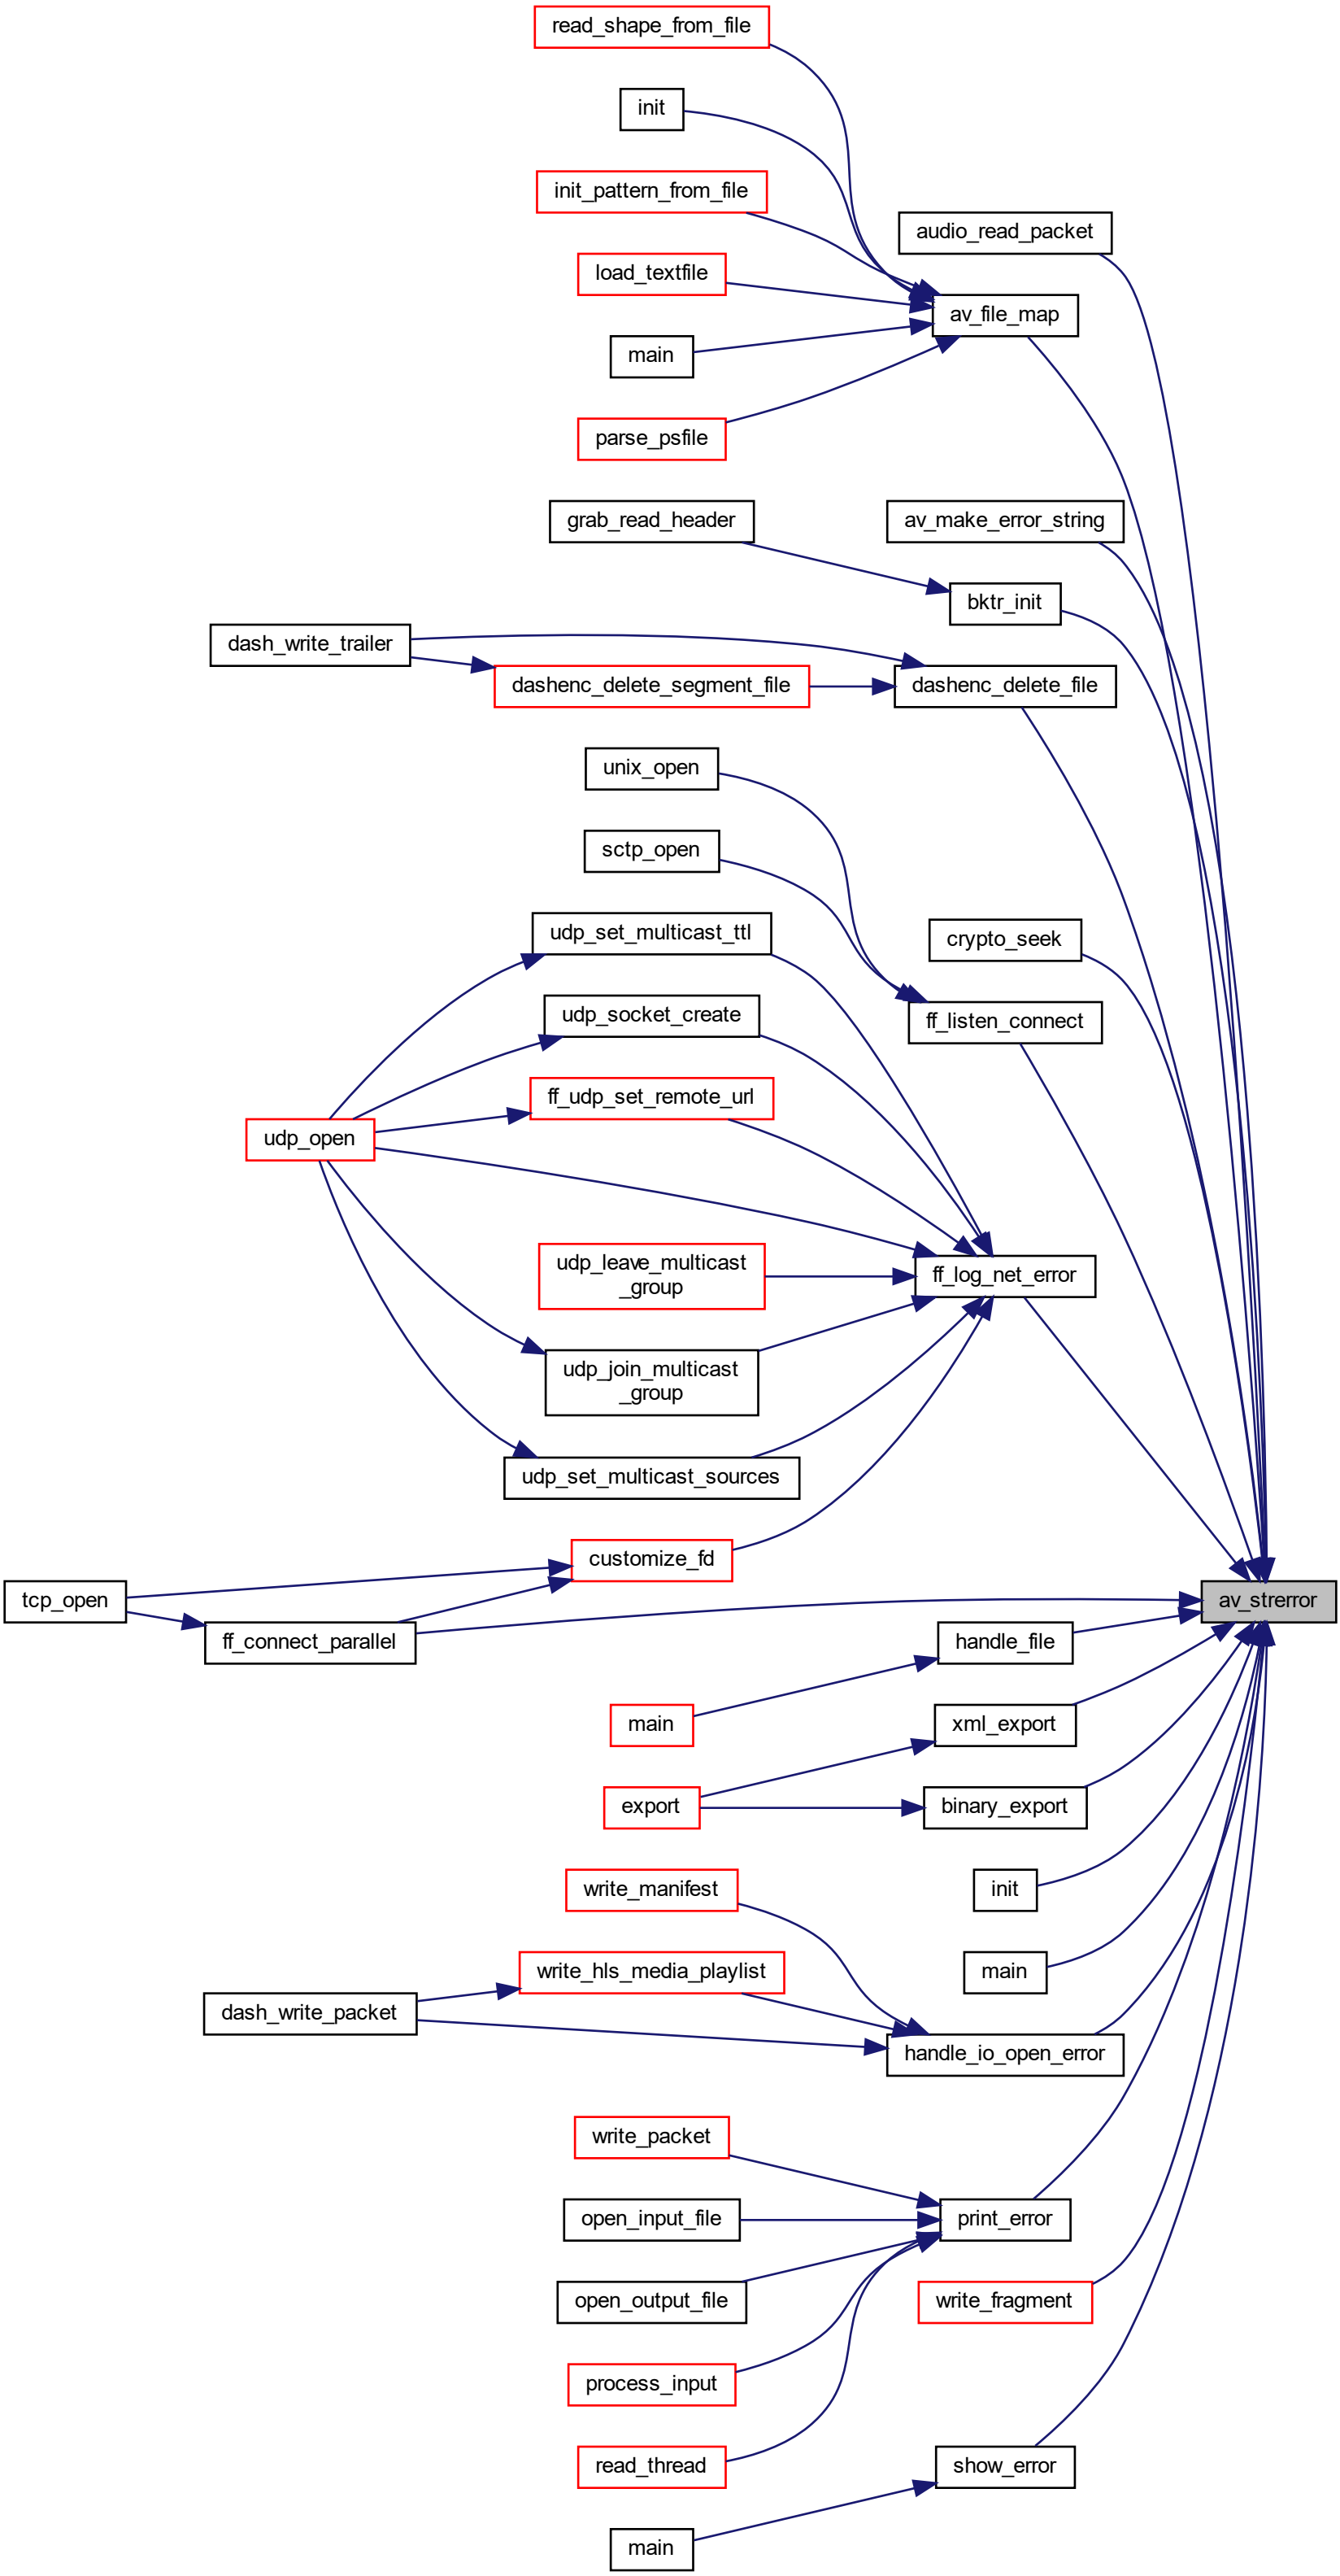 read_shape_from_file
init
init_pattern_from_file
audio_read_packet
load_textfile
av_file_map
main
parse_psfile
grab_read_header
av_make_error_string
bktr_init
dash_write_trailer
dashenc_delete_segment_file
dashenc_delete_file
unix_open
sctp_open
udp_set_multicast_ttl
crypto_seek
udp_socket_create
ff_listen_connect
ff_udp_set_remote_url
udp_open
udp_leave_multicast
_group
ff_log_net_error
udp_join_multicast
_group
udp_set_multicast_sources
customize_fd
tcp_open
av_strerror
ff_connect_parallel
handle_file
main
xml_export
export
binary_export
write_manifest
init
write_hls_media_playlist
main
dash_write_packet
handle_io_open_error
write_packet
open_input_file
print_error
open_output_file
write_fragment
process_input
read_thread
show_error
main